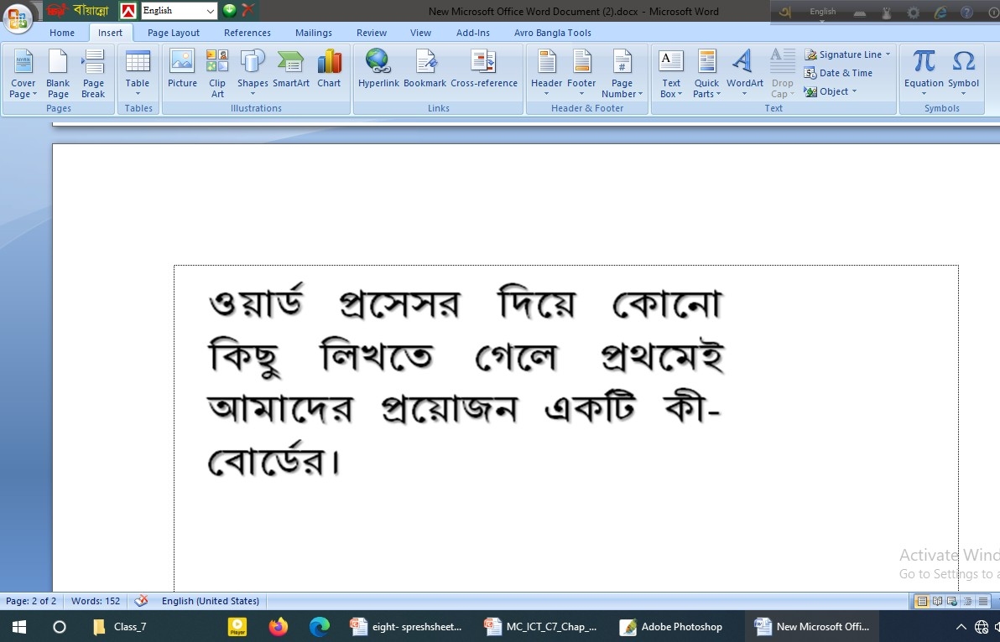 বায়ান্নো English New Microsoft Office Word Document (2).docx - Microsoft Wor English
Home Insert Page Layout References Mailings Review View Add-Ins Avro Bangla Tools
Cover Page Blank Page Page Break Table Picture Clip Art Shapes SmartArt Chart Hyperlink Bookmark Cross-reference Header Footer Page Number Text Box Quick Parts WordArt Drop Cap Signature Line Date & Time Object Equation Symbol
Pages Tables Illustrations Links Header & Footer Text Symbols
ওয়ার্ড প্রসেসর দিয়ে কোনো
কিছু লিখতে গেলে প্রথমেই
আমাদের প্রয়োজন একটি কী-
বোর্ডের।
Activate Wind
Go to Settings to a
Page: 2 of 2 Words: 152 English (United States)
Class_7 Player eight- spreshsheet... MC_ICT_C7_Chap_... Adobe Photoshop New Microsoft Offi...